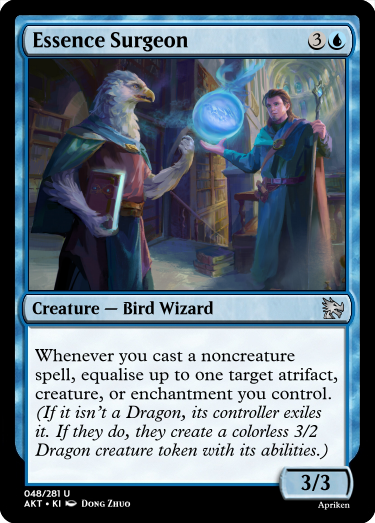 Essence Surgeon 3
Creature — Bird Wizard
Whenever you cast a noncreature
spell, equalise up to one target atrifact,
creature, or enchantment you control.
(If it isn't a Dragon, its controller exiles
it. If they do, they create a colorless 3/2
Dragon creature token with its abilities.)
3/3
048/281 U
AKT • KI DONG ZHUO
Apriken